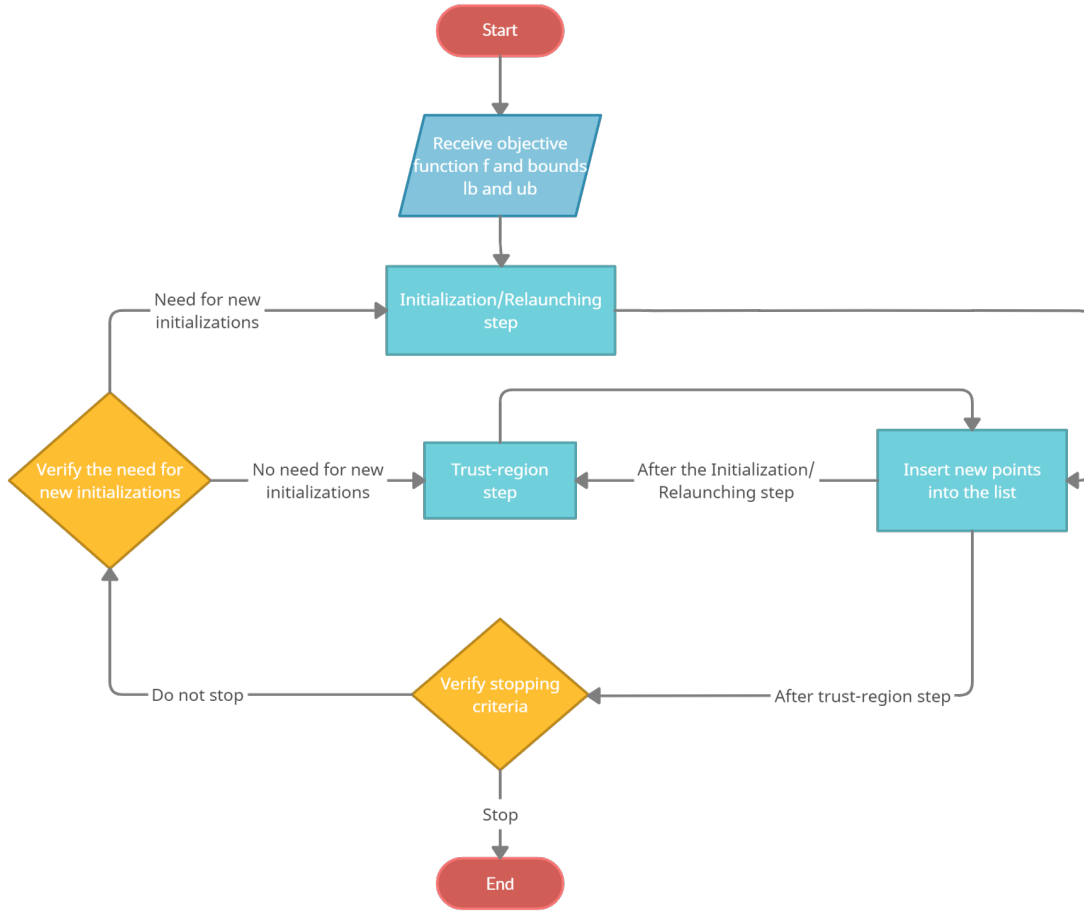 Start
Receive objective
function f and bounds
lb and ub
Initialization/Relaunching
step
Need for new
initializations
Verify the need for
new initializations
No need for new
initializations
Trust-region
step
After the Initialization/
Relaunching step
Insert new points
into the list
Verify stopping
criteria
Do not stop
After trust-region step
Stop
End